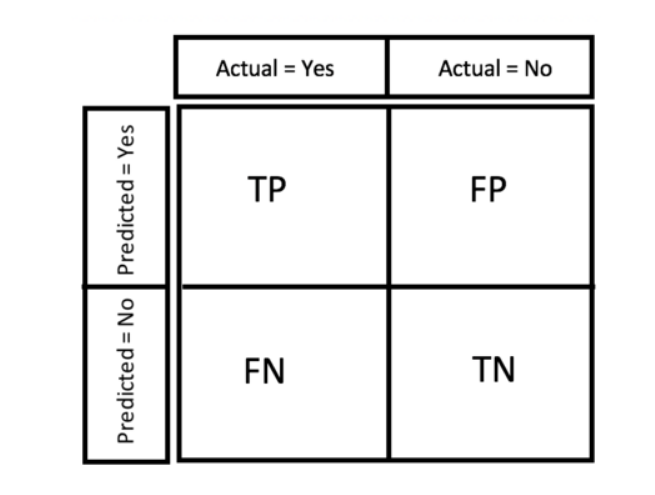 Actual = Yes
Actual = No
Predicted = Yes
TP
FP
Predicted = No
FN
TN